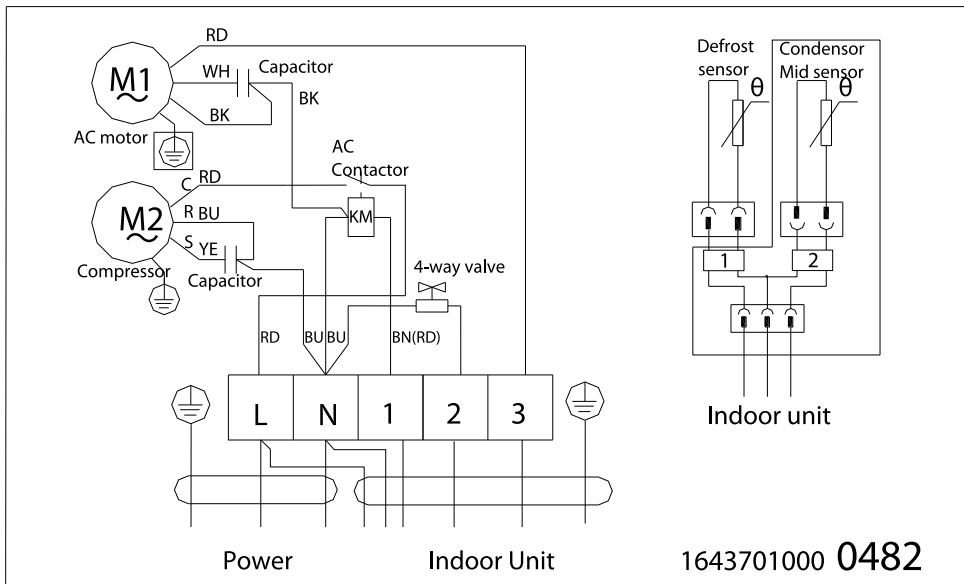 RD
M1
WH
Capacitor
BK
BK
AC motor
AC
Contactor
C RD
KM
M2
R BU
S YE
Compressor
Capacitor
4-way valve
RD
BU BU
BN(RD)
L N 1 2 3
Power
Indoor Unit
Defrost
sensor
Condensor
Mid sensor
θ θ
1 2
Indoor unit
1643701000 0482